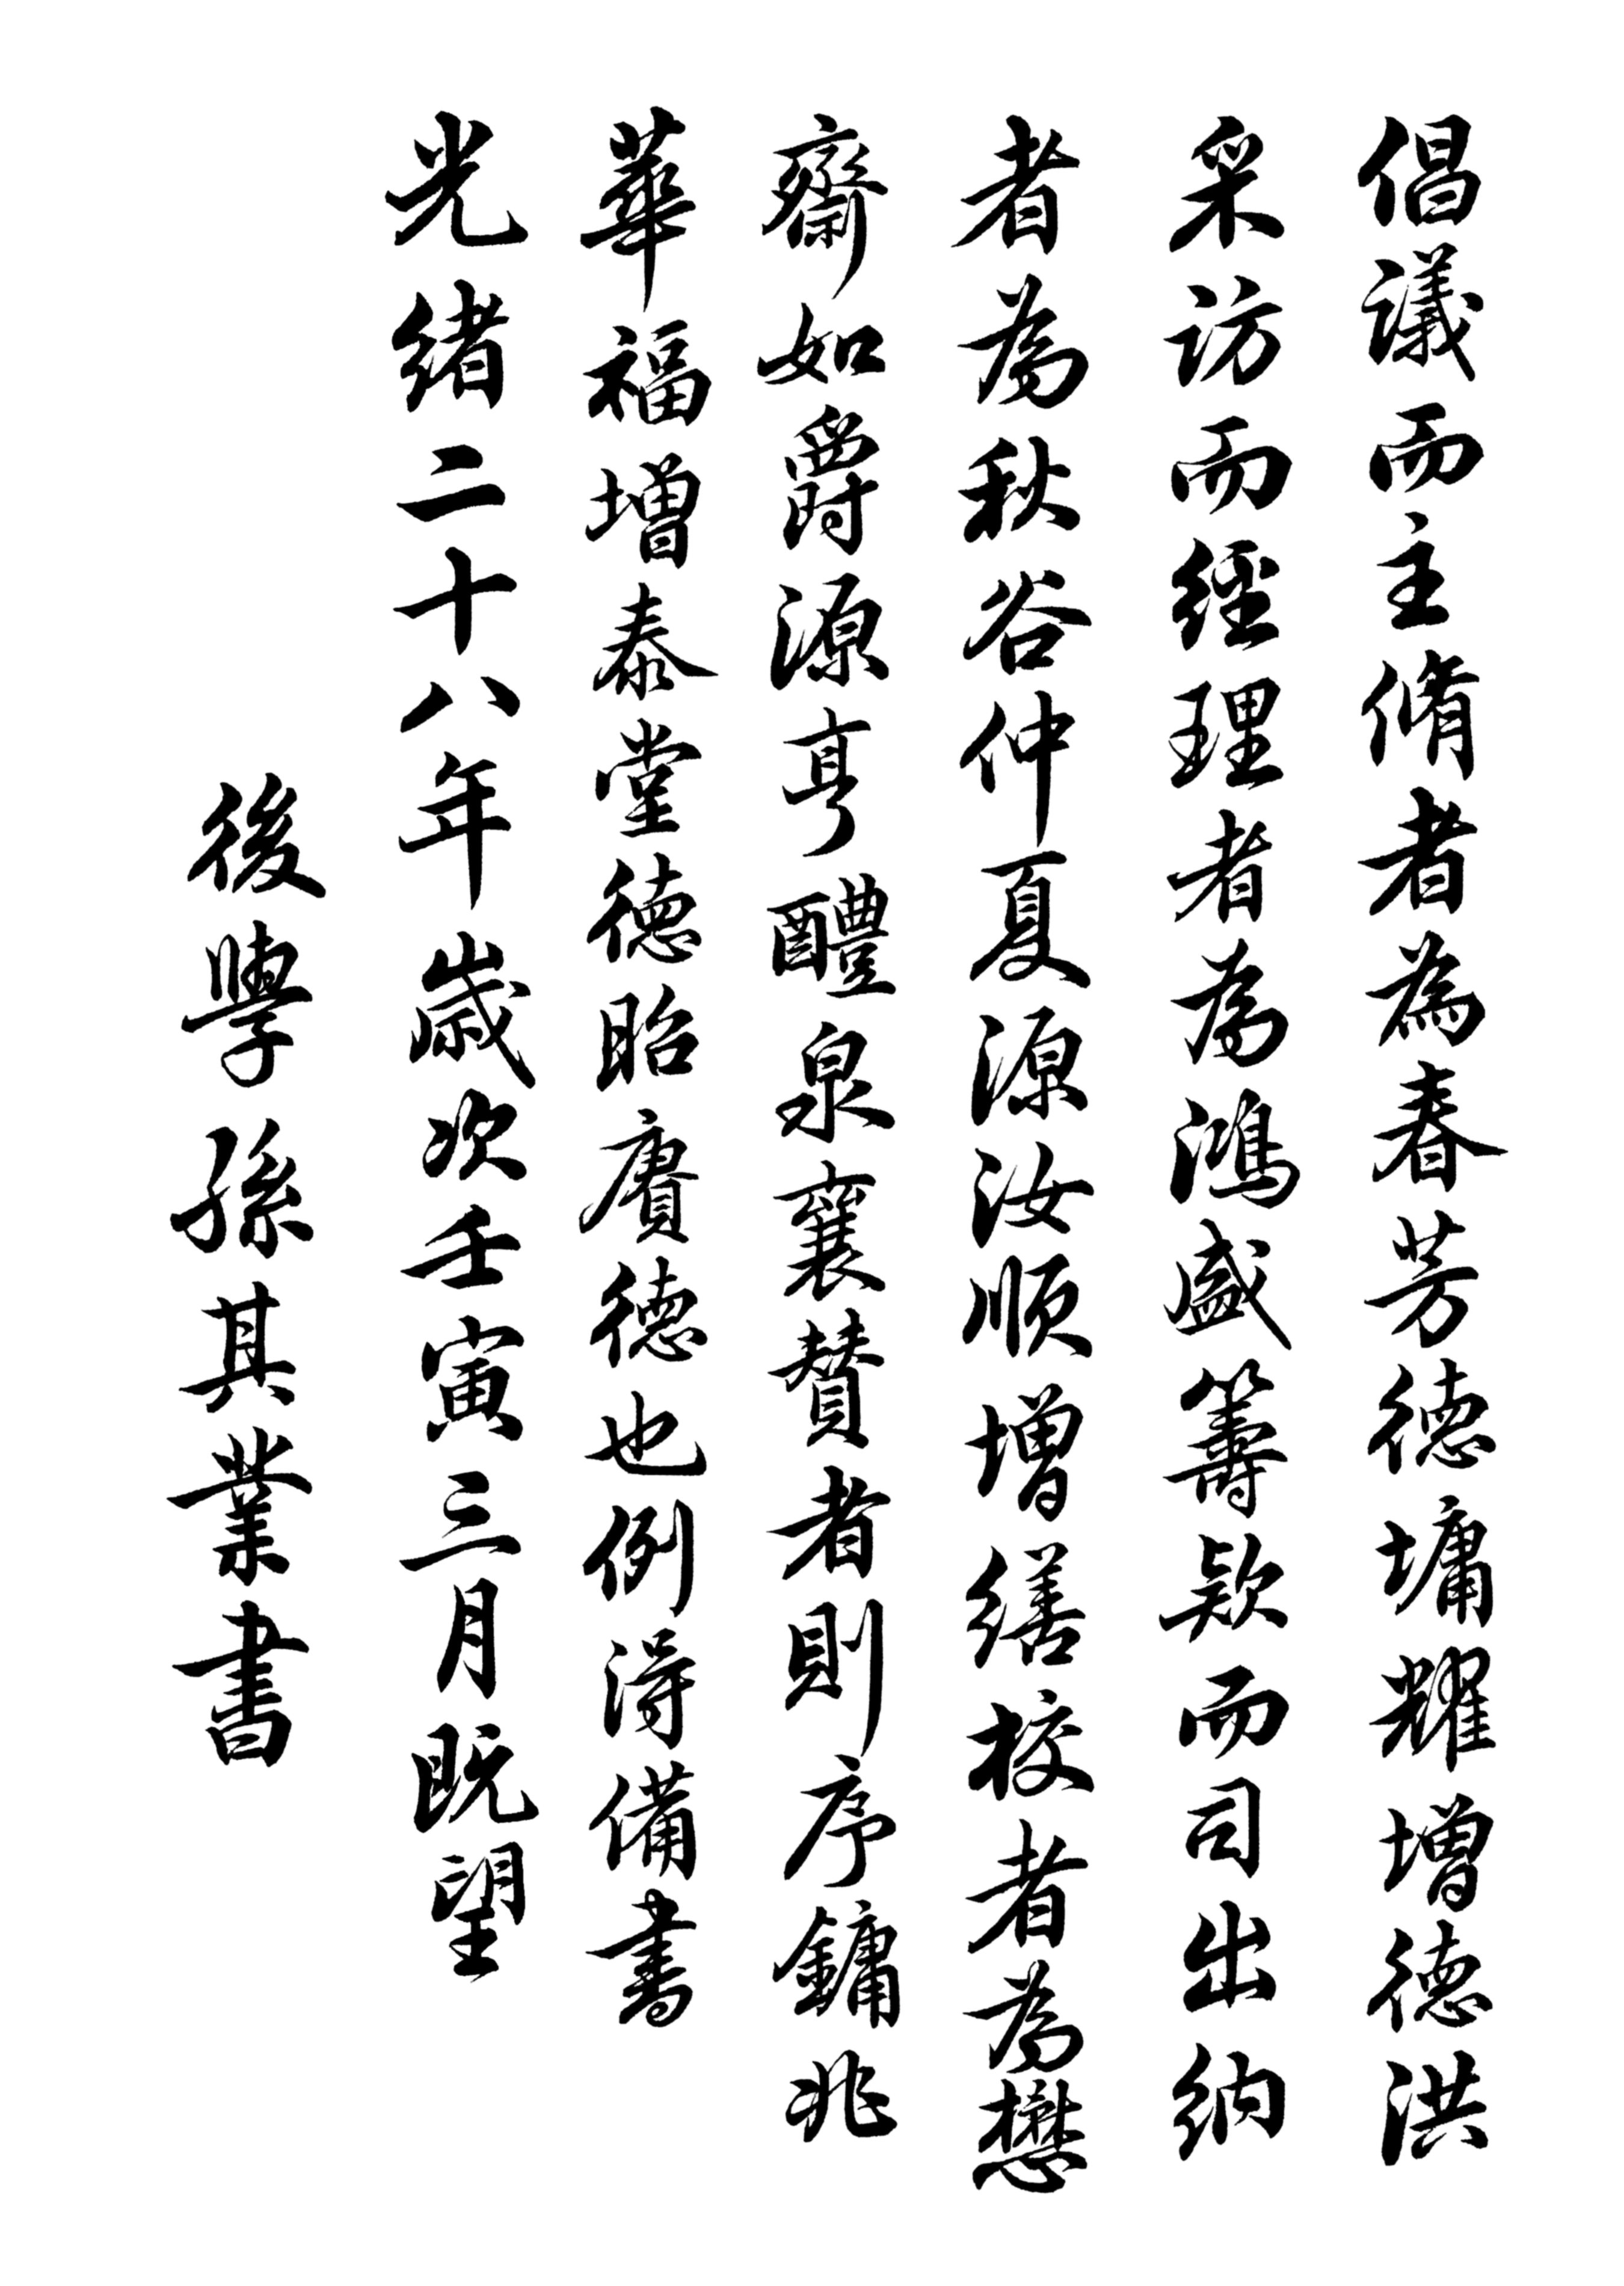 倡議而主脩者為春芳德墉耀增德洪
采訪而經理者為鴻盛籌款而司出納
者為秋谷仲夏源汝順增繕校者為懋
齋如爵源亨醴泉襄賛者則序鏞兆
華福增泰堂德昭賡德也例得備書
光緒二十八年歲次壬寅三月既望
後學孫其業書